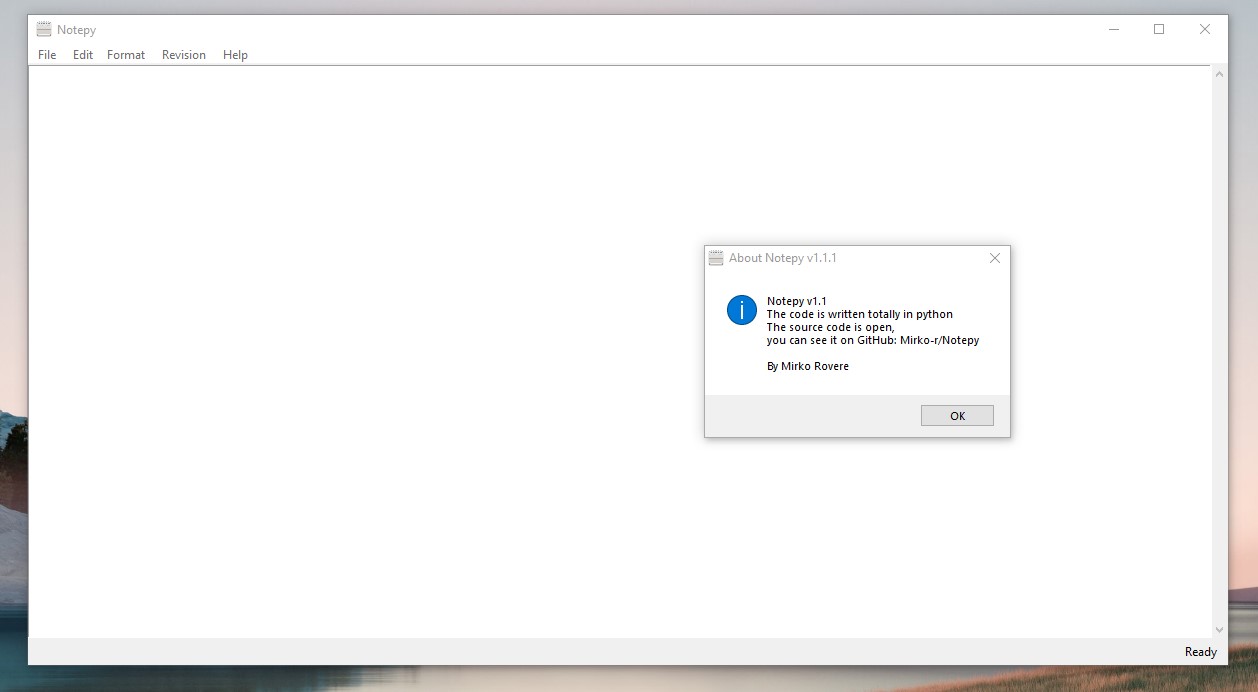 Notepy
File Edit Format Revision Help
About Notepy v1.1.1
Notepy v1.1
The code is written totally in python
The source code is open,
you can see it on GitHub: Mirko-r/Notepy
By Mirko Rovere
OK
Ready